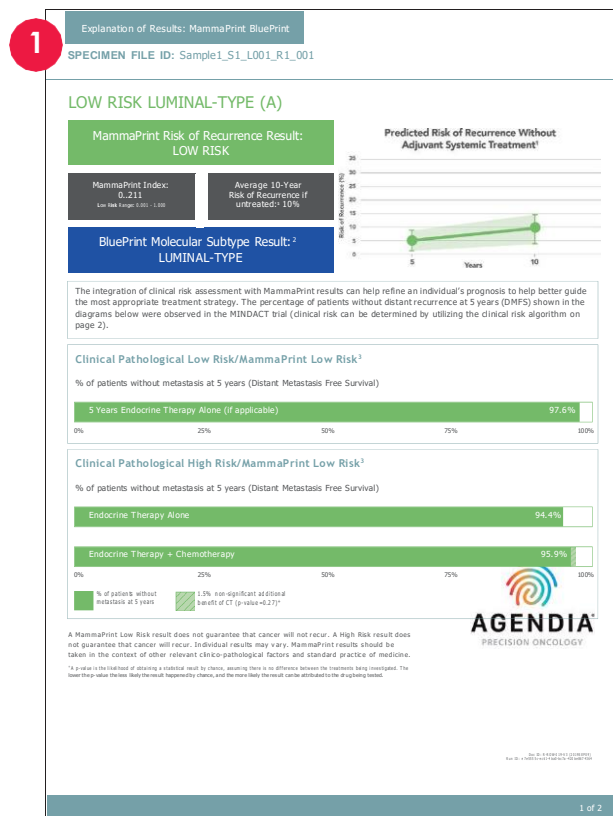 1
Explanation of Results: MammaPrint BluePrint
SPECIMEN FILE ID: Sample1_S1_L001_R1_001
LOW RISK LUMINAL-TYPE (A)
MammaPrint Risk of Recurrence Result:
LOW RISK
MammaPrint Index:
0..211
Low Risk Range: 0.001 - 1.000
Average 10-Year
Risk of Recurrence if
untreated:¹ 10%
BluePrint Molecular Subtype Result:²
LUMINAL-TYPE
Predicted Risk of Recurrence Without
Adjuvant Systemic Treatment¹
Risk of Recurrence (%)
35
30
25
20
15
10
5
0
5
10
Years
The integration of clinical risk assessment with MammaPrint results can help refine an individual's prognosis to help better guide
the most appropriate treatment strategy. The percentage of patients without distant recurrence at 5 years (DMFS) shown in the
diagrams below were observed in the MINDACT trial (clinical risk can be determined by utilizing the clinical risk algorithm on
page 2).
Clinical Pathological Low Risk/MammaPrint Low Risk³
% of patients without metastasis at 5 years (Distant Metastasis Free Survival)
5 Years Endocrine Therapy Alone (if applicable) 97.6%
0% 25% 50% 75% 100%
Clinical Pathological High Risk/MammaPrint Low Risk³
% of patients without metastasis at 5 years (Distant Metastasis Free Survival)
Endocrine Therapy Alone 94.4%
Endocrine Therapy + Chemotherapy 95.9%
0% 25% 50% 75% 100%
% of patients without
metastasis at 5 years
1.5% non-significant additional
benefit of CT (p-value=0.27)*
AGENDIA
PRECISION ONCOLOGY
A MammaPrint Low Risk result does not guarantee that cancer will not recur. A High Risk result does
not guarantee that cancer will recur. Individual results may vary. MammaPrint results should be
taken in the context of other relevant clinico-pathological factors and standard practice of medicine.
*A p-value is the likelihood of obtaining a statistical result by chance, assuming there is no difference between the treatments being investigated. The
lower the p-value the less likely the result happened by chance, and the more likely the result can be attributed to the drug being tested.
1 of 2